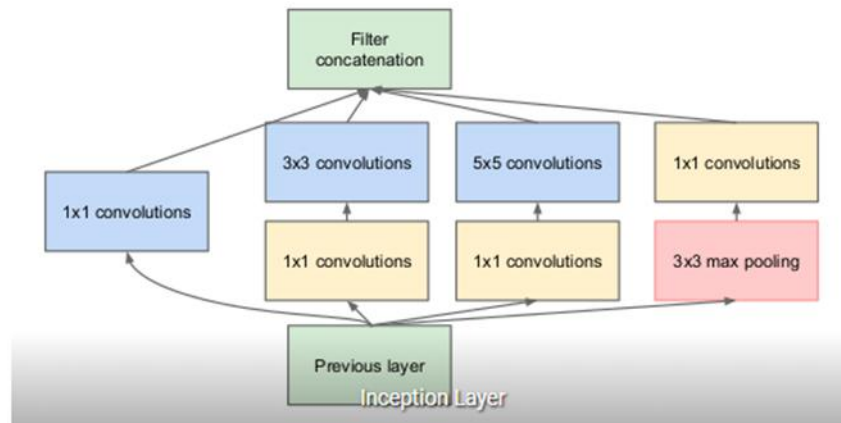 Filter
concatenation
3x3 convolutions
5x5 convolutions
1x1 convolutions
1x1 convolutions
1x1 convolutions
1x1 convolutions
3x3 max pooling
Previous layer
Inception Layer